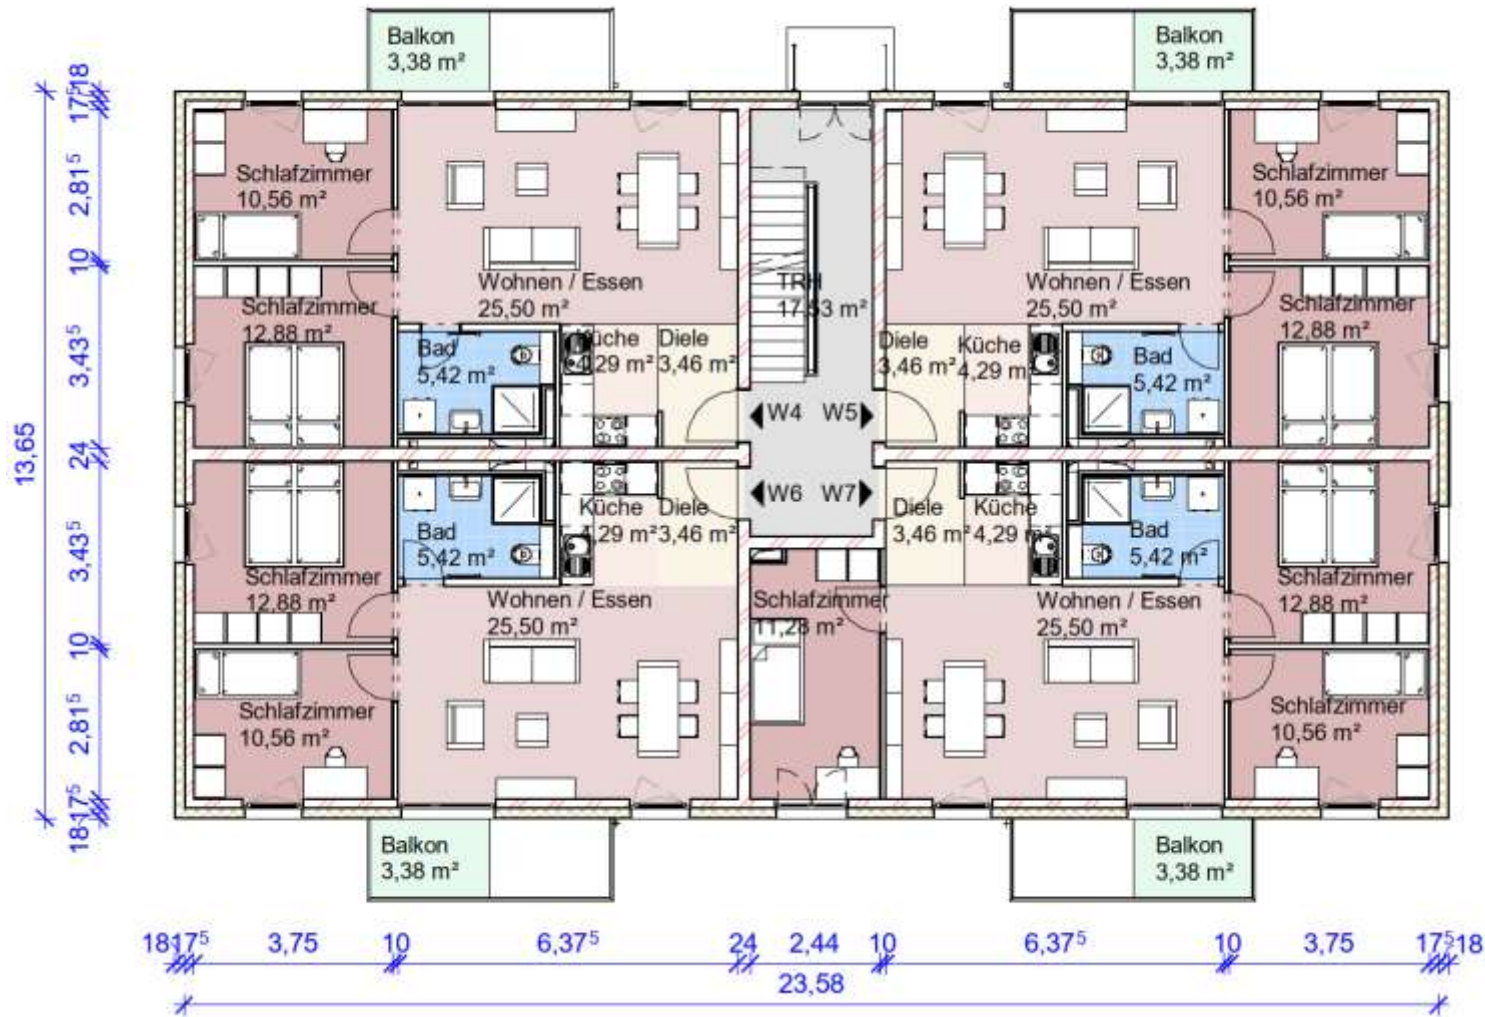 Balkon
3,38 m²
Balkon
3,38 m²
Schlafzimmer
10,56 m²
Schlafzimmer
10,56 m²
Wohnen / Essen
25,50 m²
TRH
17,53 m²
Wohnen / Essen
25,50 m²
Schlafzimmer
12,88 m²
Schlafzimmer
12,88 m²
Bad
5,42 m²
Küche
4,29 m²
Diele
3,46 m²
Diele
3,46 m²
Küche
4,29 m
Bad
5,42 m²
W4
W5
W6
W7
Bad
5,42 m²
Küche
4,29 m²
Diele
3,46 m²
Diele
3,46 m²
Küche
4,29 m²
Bad
5,42 m²
Schlafzimmer
12,88 m²
Wohnen / Essen
25,50 m²
Schlafzimmer
11,28 m²
Wohnen / Essen
25,50 m²
Schlafzimmer
12,88 m²
Schlafzimmer
10,56 m²
Schlafzimmer
10,56 m²
Balkon
3,38 m²
Balkon
3,38 m²
18
17⁵
2,81⁵
10
3,43⁵
24
3,43⁵
10
2,81⁵
17⁵
18
13,65
18 17⁵ 3,75 10 6,37⁵ 24 2,44 10 6,37⁵ 10 3,75 17⁵ 18
23,58